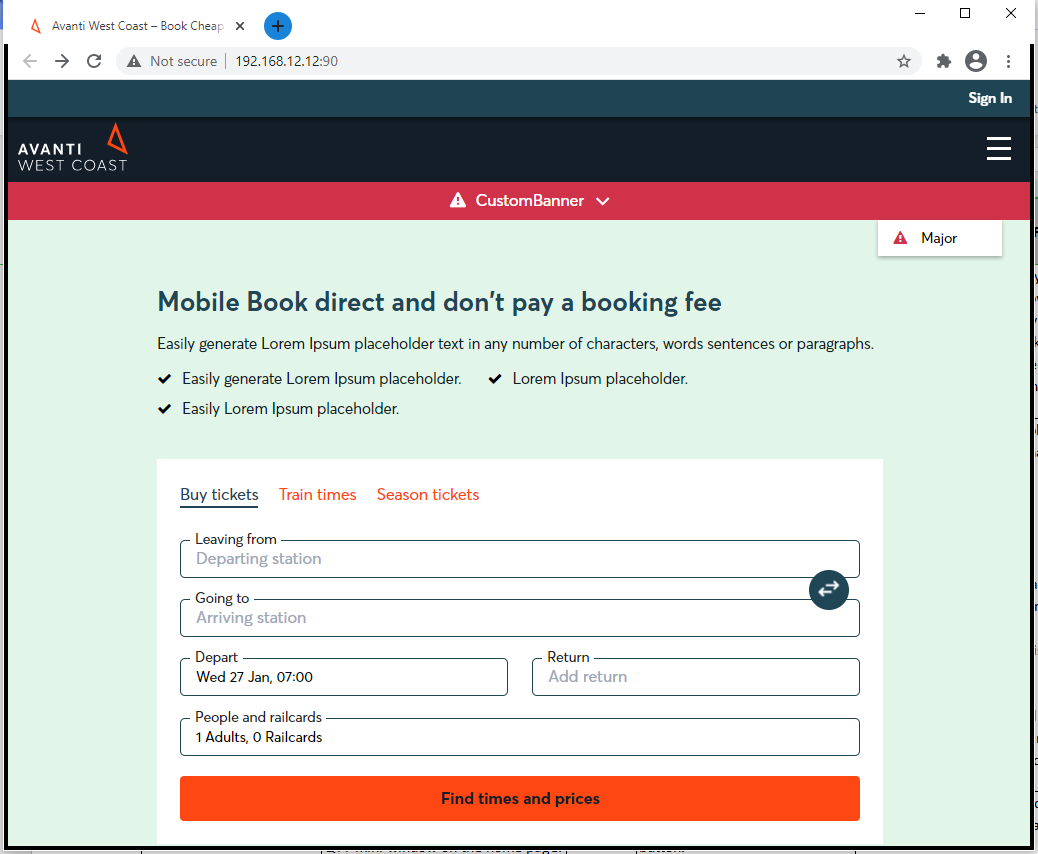 Avanti West Coast – Book Cheap
Not secure 192.168.12.12:90
Sign In
AVANTI
WEST COAST
CustomBanner
Major
Mobile Book direct and don't pay a booking fee
Easily generate Lorem Ipsum placeholder text in any number of characters, words sentences or paragraphs.
Easily generate Lorem Ipsum placeholder. Lorem Ipsum placeholder.
Easily Lorem Ipsum placeholder.
Buy tickets Train times Season tickets
Leaving from
Departing station
Going to
Arriving station
Depart Return
Wed 27 Jan, 07:00 Add return
People and railcards
1 Adults, 0 Railcards
Find times and prices